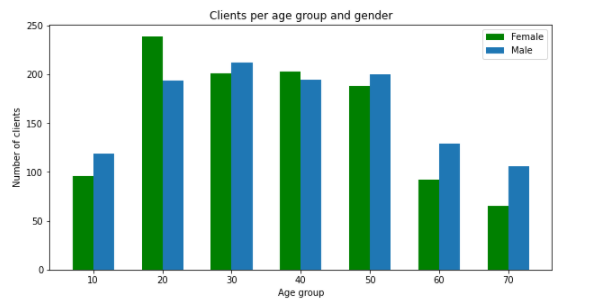 Clients per age group and gender
Female
Male
250
200
150
100
50
0
Number of clients
10 20 30 40 50 60 70
Age group